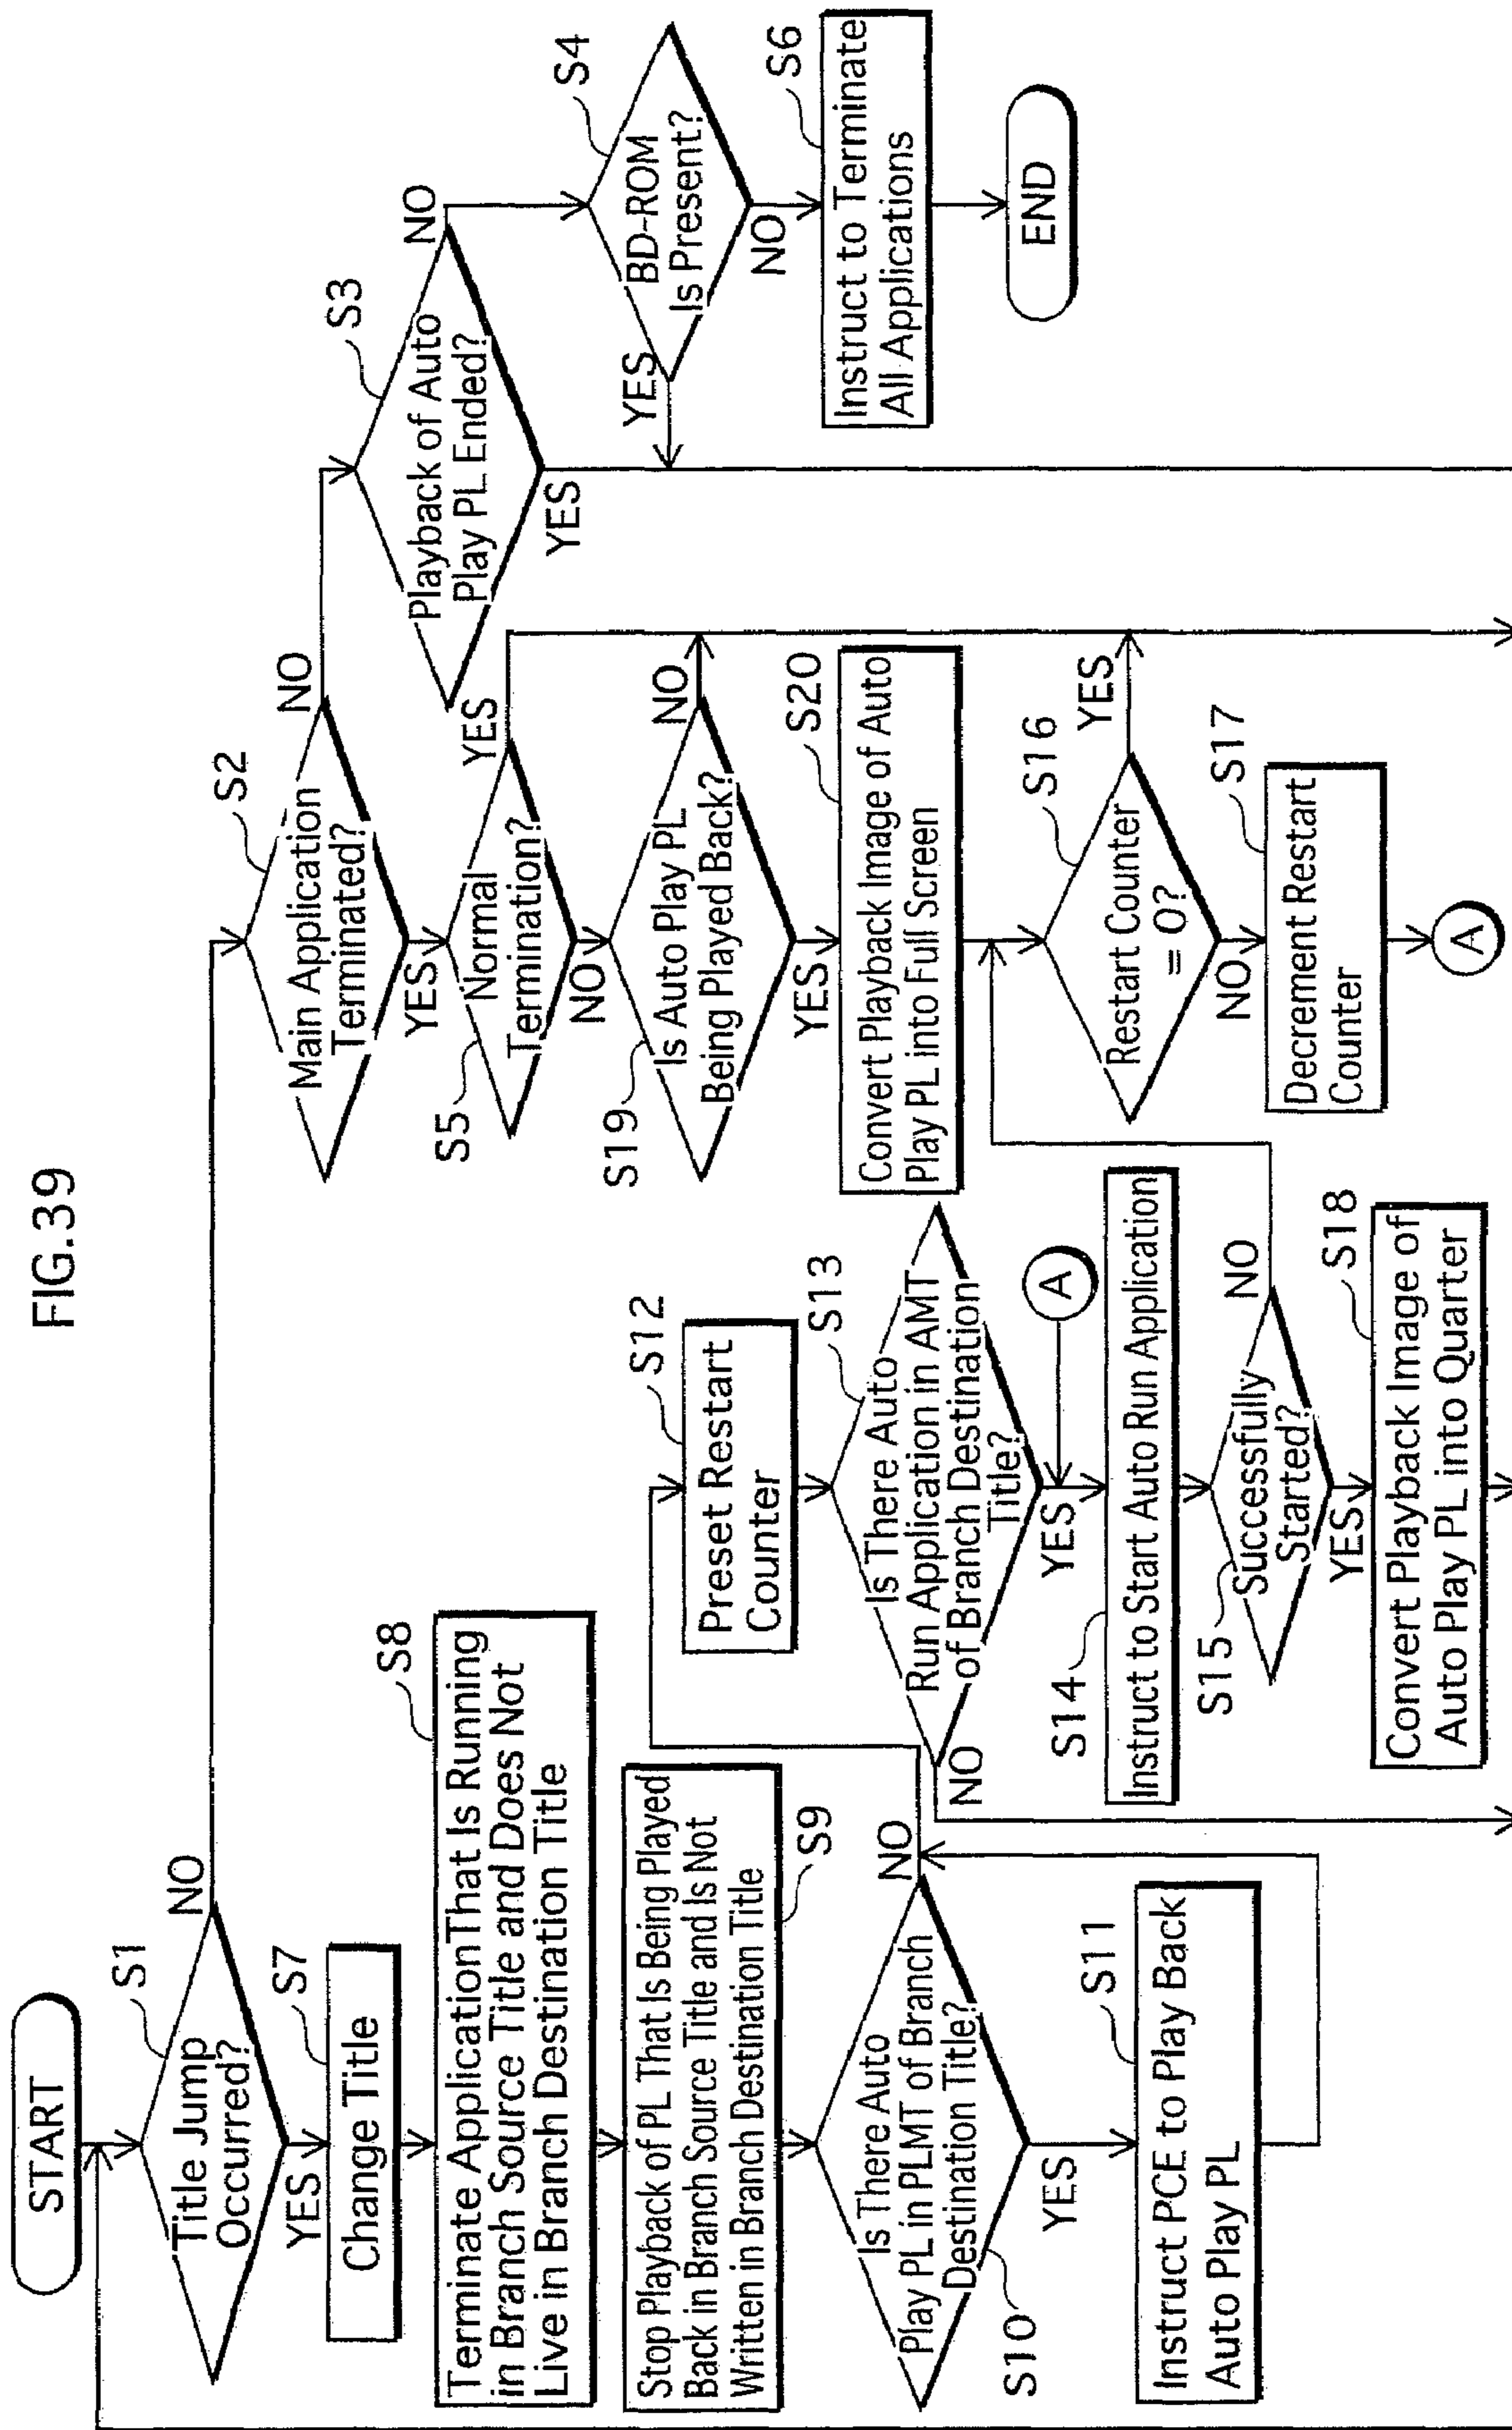 FIG.39
START
S1
Title Jump
Occurred?
NO
YES
S7
Change Title
S8
Terminate Application That Is Running
in Branch Source Title and Does Not
Live in Branch Destination Title
Stop Playback of PL That Is Being Played
Back in Branch Source Title and Is Not
Written in Branch Destination Title
S9
Is There Auto
Play PL in PLMT of Branch
Destination Title?
NO
S10
YES
S11
Instruct PCE to Play Back
Auto Play PL
S12
Preset Restart
Counter
S13
Is There Auto
Run Application in AMT
of Branch Destination
Title?
NO
YES
A
S14
Instruct to Start Auto Run Application
S15
Successfully
Started?
NO
YES
S18
Convert Playback Image of
Auto Play PL into Quarter
S2
Main Application
Terminated?
NO
YES
S5
Normal
Termination?
YES
NO
S19
Is Auto Play PL
Being Played Back?
NO
YES
S20
Convert Playback Image of Auto
Play PL into Full Screen
S16
Restart Counter
= 0?
YES
NO
S17
Decrement Restart
Counter
A
S3
Playback of Auto
Play PL Ended?
NO
YES
S4
BD-ROM
Is Present?
YES
NO
S6
Instruct to Terminate
All Applications
END